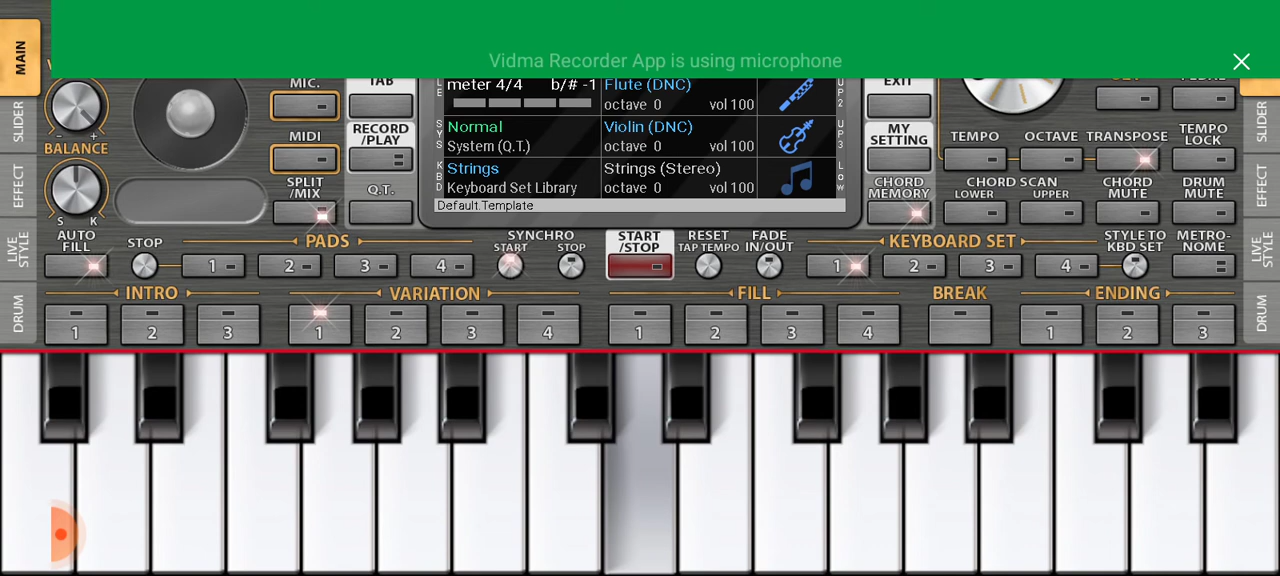 Vidma Recorder App is using microphone
MAIN
SLIDER
EFFECT
LIVE STYLE
DRUM
BALANCE
S K
AUTO FILL
MIC.
MIDI
SPLIT /MIX
TAB
RECORD /PLAY
Q.T.
meter 4/4 b/# -1 Flute (DNC)
octave 0 vol 100
UP2
Normal Violin (DNC)
System (Q.T.) octave 0 vol 100
SYS UP3
Strings Strings (Stereo)
Keyboard Set Library octave 0 vol 100
KBD Low
Default.Template
EXIT
MY SETTING
CHORD MEMORY
TEMPO OCTAVE TRANSPOSE TEMPO LOCK
CHORD SCAN
LOWER UPPER
CHORD MUTE
DRUM MUTE
SLIDER
EFFECT
LIVE STYLE
DRUM
STOP
PADS
1 2 3 4
SYNCHRO
START STOP
START /STOP
RESET
TAP TEMPO
FADE IN/OUT
KEYBOARD SET
1 2 3 4
STYLE TO KBD SET
METRO-NOME
INTRO VARIATION FILL BREAK ENDING
1 2 3 1 2 3 4 1 2 3 4 1 2 3